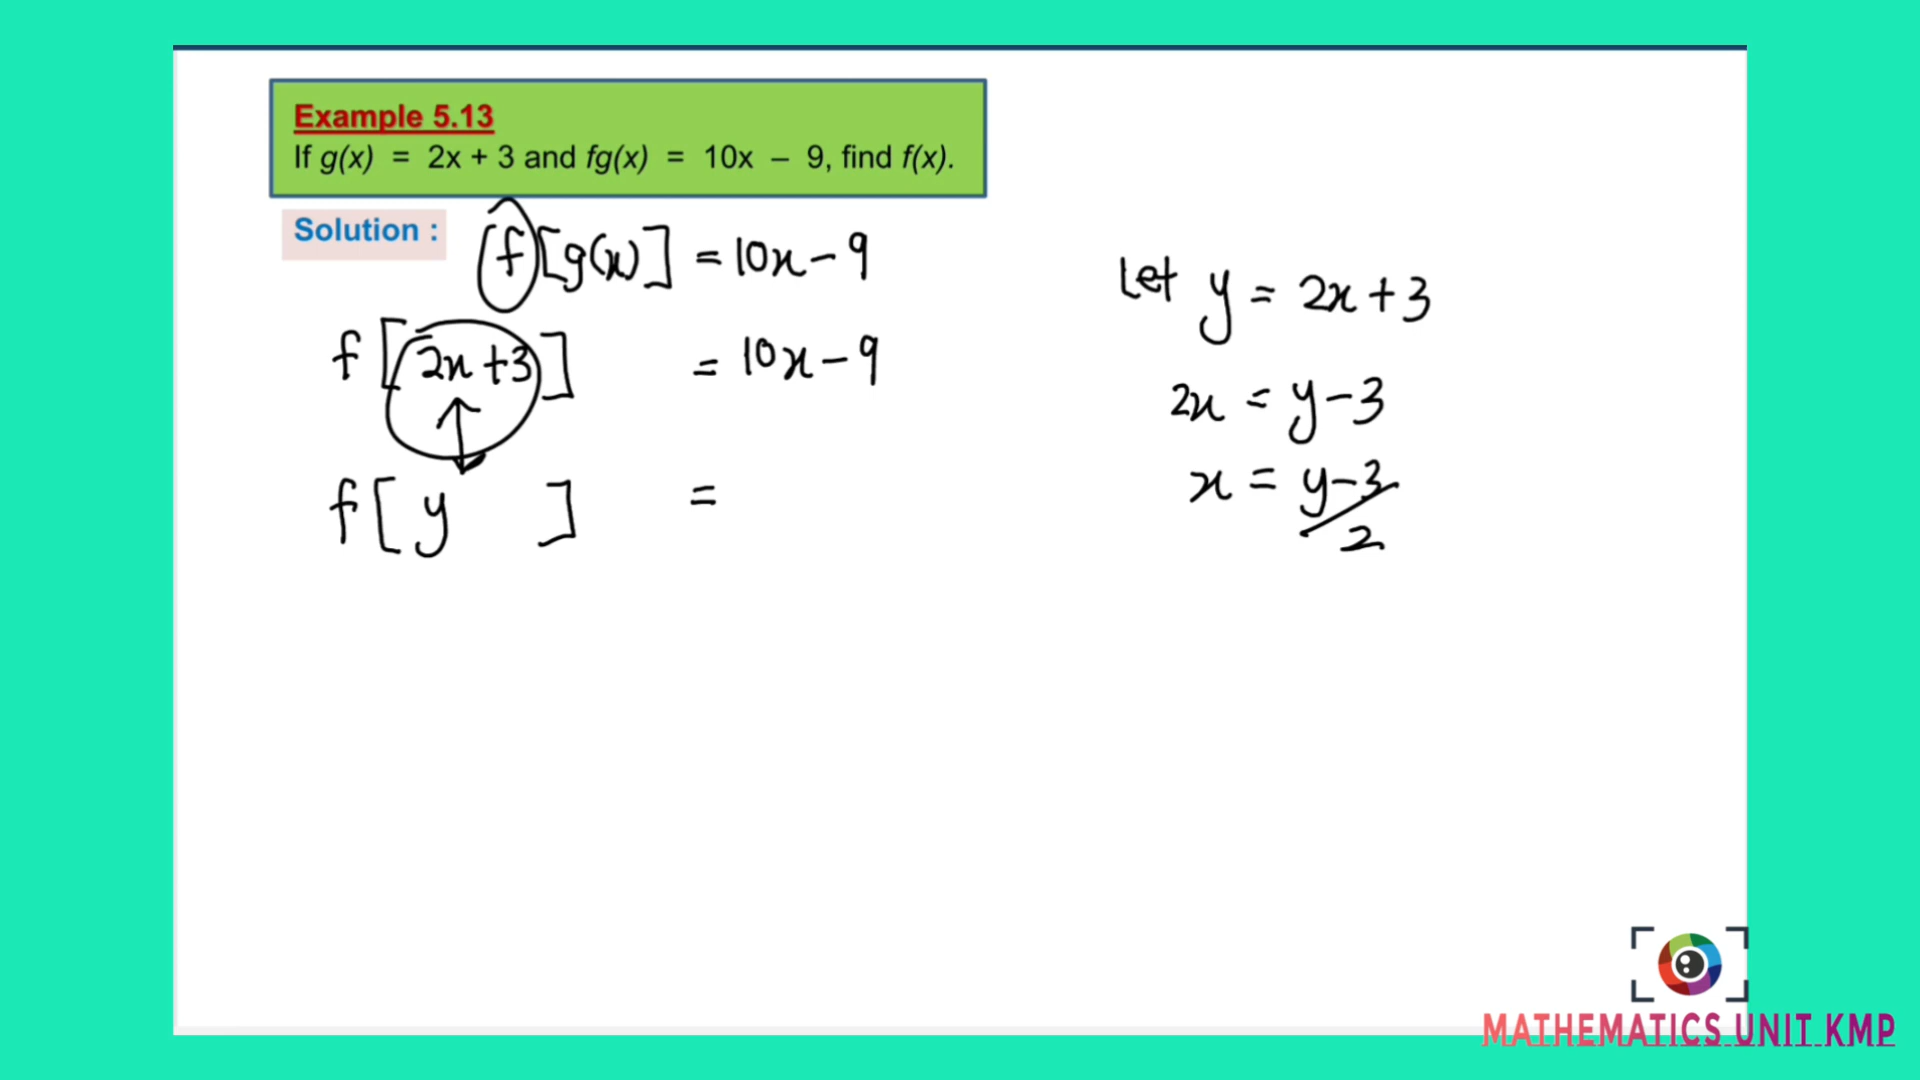 Example 5.13
If g(x) = 2x + 3 and fg(x) = 10x – 9, find f(x).
Solution :
f[g(x)] = 10x - 9
f[2x+3] = 10x - 9
f[y ] =
Let y = 2x + 3
2x = y - 3
x = y - 3
2
MATHEMATICS UNIT KMP